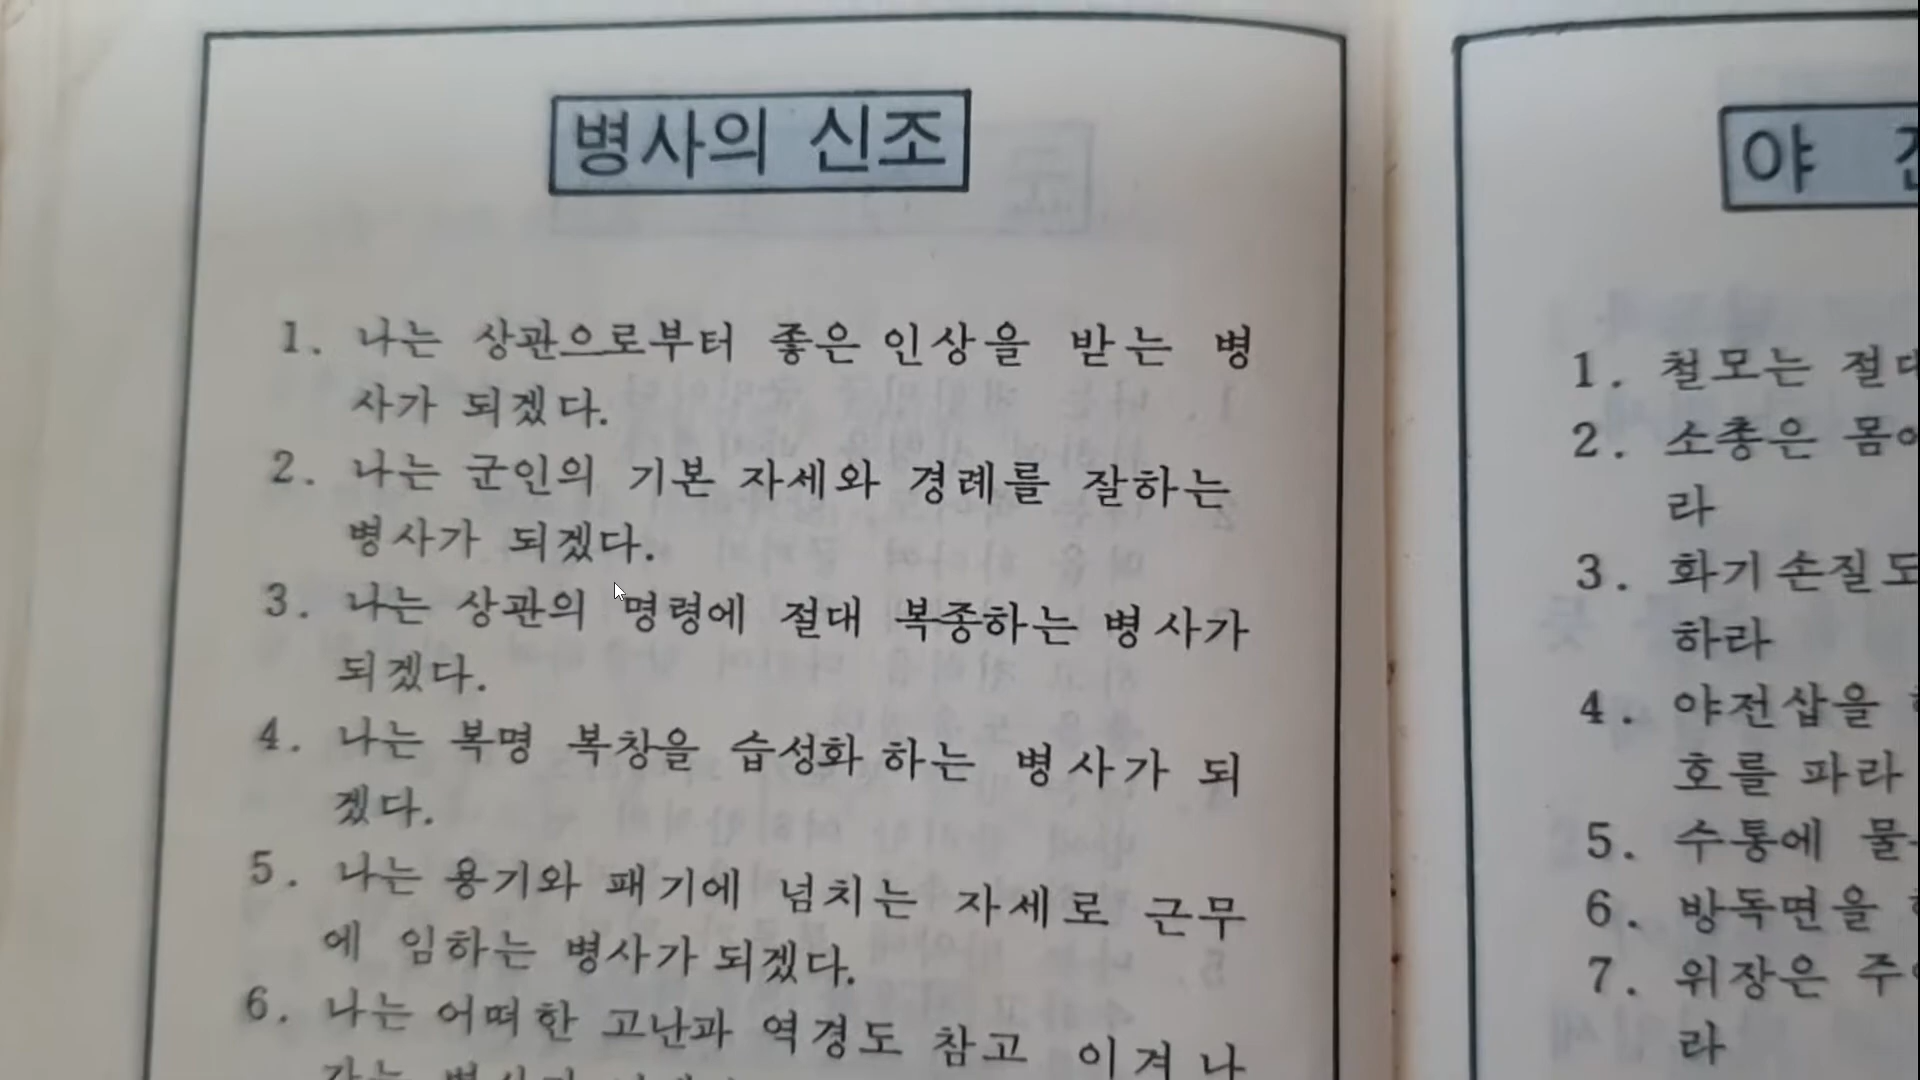 병사의 신조
1. 나는 상관으로부터 좋은 인상을 받는 병
사가 되겠다.
2. 나는 군인의 기본 자세와 경례를 잘하는
병사가 되겠다.
3. 나는 상관의 명령에 절대 복종하는 병사가
되겠다.
4. 나는 복명 복창을 습성화 하는 병사가 되
겠다.
5. 나는 용기와 패기에 넘치는 자세로 근무
에 임하는 병사가 되겠다.
6. 나는 어떠한 고난과 역경도 참고 이겨 나
야
1. 철모는
2. 소총은
라
3. 화기 손질
하라
4. 야전삽을
호를 파라
5. 수통에
6. 방독면을
7. 위장은
라